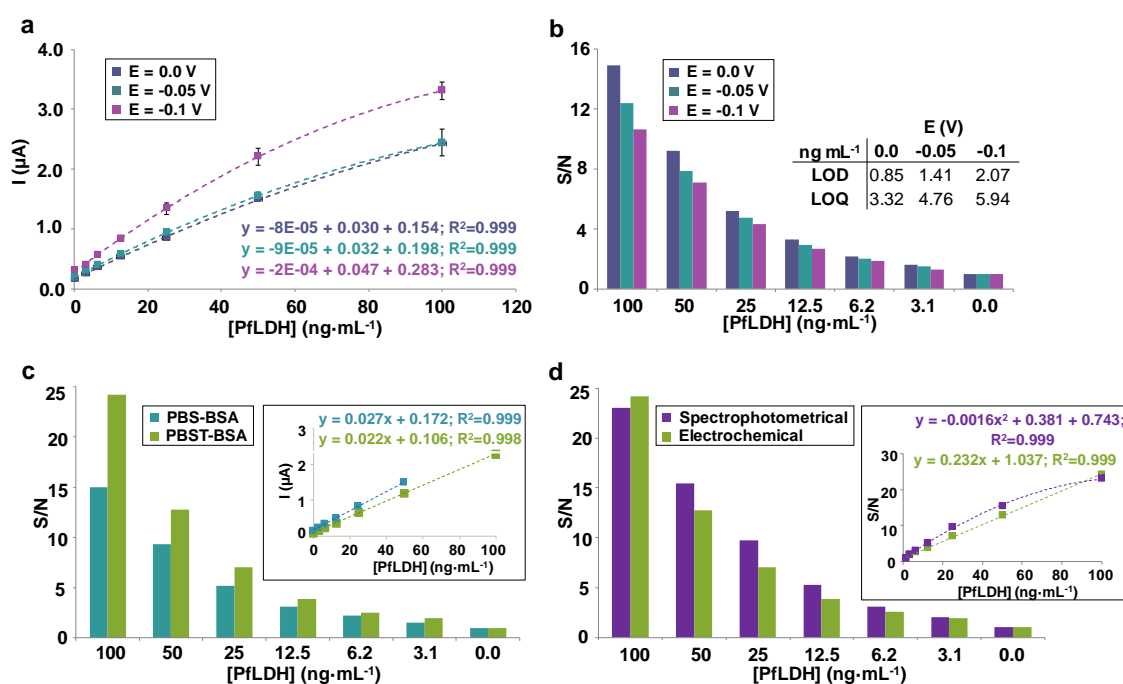 a
4.0
3.0
2.0
1.0
0.0
I (µA)
E = 0.0 V
E = -0.05 V
E = -0.1 V
y = -8E-05 + 0.030 + 0.154; R²=0.999
y = -9E-05 + 0.032 + 0.198; R²=0.999
y = -2E-04 + 0.047 + 0.283; R²=0.999
0 20 40 60 80 100 120
[PfLDH] (ng·mL⁻¹)
b
16
12
8
4
0
S/N
E = 0.0 V
E = -0.05 V
E = -0.1 V
E (V)
ng mL⁻¹ 0.0 -0.05 -0.1
LOD 0.85 1.41 2.07
LOQ 3.32 4.76 5.94
100 50 25 12.5 6.2 3.1 0.0
[PfLDH] (ng·mL⁻¹)
c
25
20
15
10
5
0
S/N
PBS-BSA
PBST-BSA
y = 0.027x + 0.172; R²=0.999
y = 0.022x + 0.106; R²=0.998
3
2
1
0
I (µA)
0 20 40 60 80 100
[PfLDH] (ng·mL⁻¹)
100 50 25 12.5 6.2 3.1 0.0
[PfLDH] (ng·mL⁻¹)
d
25
20
15
10
5
0
S/N
Spectrophotometrical
Electrochemical
y = -0.0016x² + 0.381 + 0.743;
R²=0.999
y = 0.232x + 1.037; R²=0.999
30
20
10
0
S/N
0 20 40 60 80 100
[PfLDH] (ng·mL⁻¹)
100 50 25 12.5 6.2 3.1 0.0
[PfLDH] (ng·mL⁻¹)